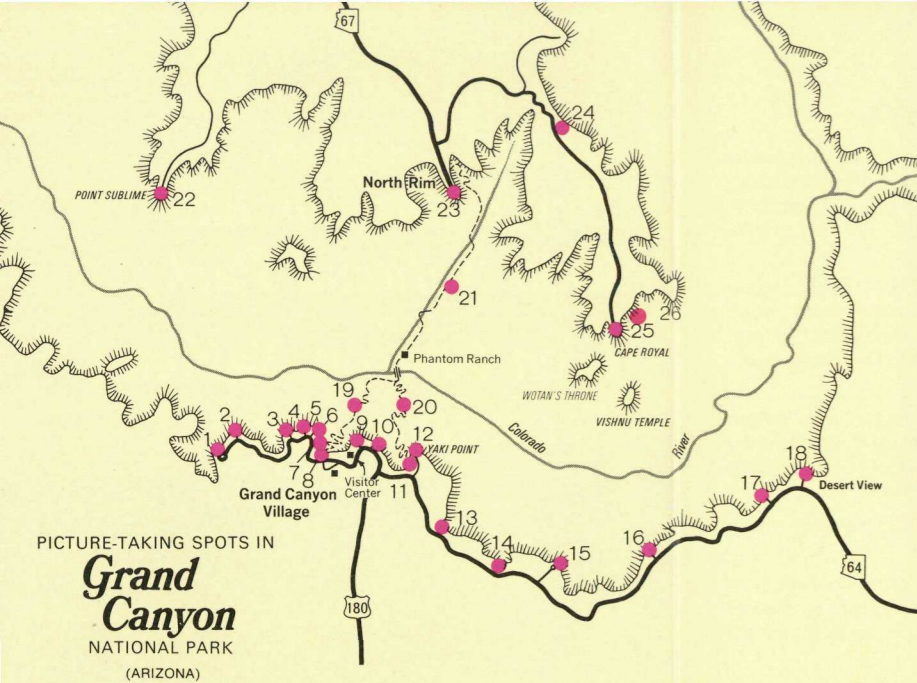 67
24
POINT SUBLIME
22
North Rim
23
21
26
25
CAPE ROYAL
Phantom Ranch
WOTAN'S THRONE
VISHNU TEMPLE
19
20
1
2
3
4
5
6
7
8
9
10
12
YAKI POINT
11
Colorado
River
Visitor
Center
Grand Canyon
Village
13
14
15
16
17
18
Desert View
64
180
PICTURE-TAKING SPOTS IN
Grand
Canyon
NATIONAL PARK
(ARIZONA)